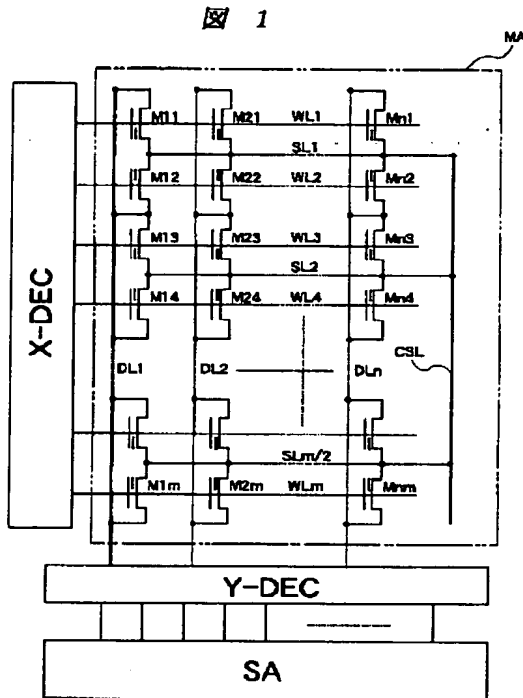 図 1
MA
M11 M21 WL1 Mn1
SL1
M12 M22 WL2 Mn2
M13 M23 WL3 Mn3
SL2
M14 M24 WL4 Mn4
X-DEC
DL1 DL2 DLn CSL
SLm/2
M1m M2m WLm Mnm
Y-DEC
SA